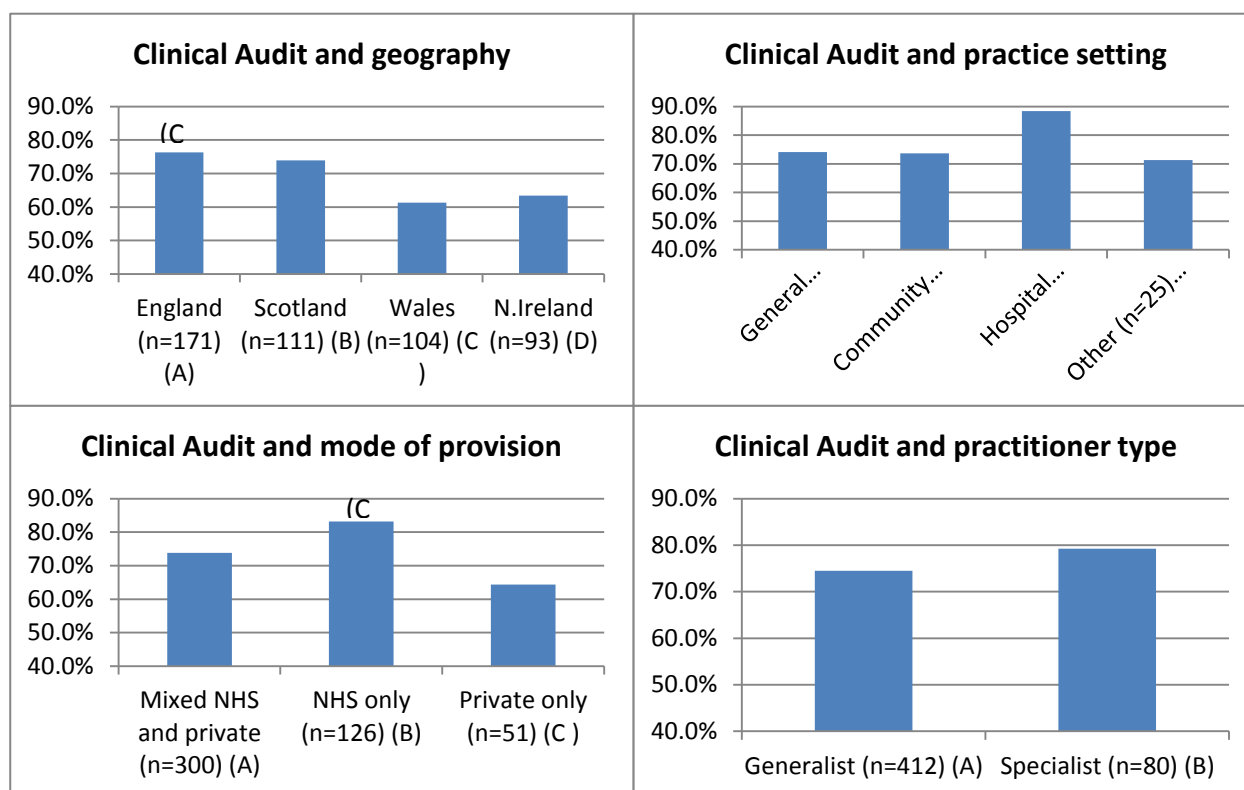 Clinical Audit and geography
90.0%
80.0%
70.0%
60.0%
50.0%
40.0%
(C
England
(n=171)
(A)
Scotland
(n=111) (B)
Wales
(n=104) (C
)
N.Ireland
(n=93) (D)
Clinical Audit and practice setting
90.0%
80.0%
70.0%
60.0%
50.0%
40.0%
General...
Community...
Hospital...
Other (n=25)...
Clinical Audit and mode of provision
90.0%
80.0%
70.0%
60.0%
50.0%
40.0%
(C
Mixed NHS
and private
(n=300) (A)
NHS only
(n=126) (B)
Private only
(n=51) (C )
Clinical Audit and practitioner type
90.0%
80.0%
70.0%
60.0%
50.0%
40.0%
Generalist (n=412) (A)
Specialist (n=80) (B)